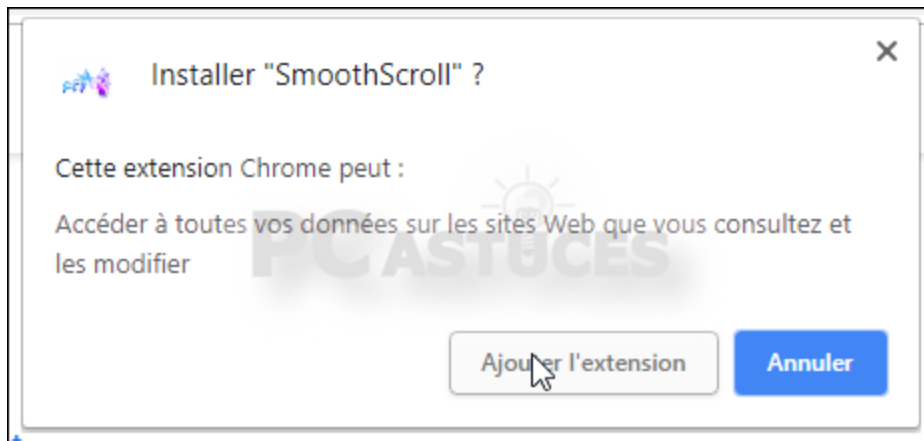 Installer "SmoothScroll" ?
Cette extension Chrome peut :
Accéder à toutes vos données sur les sites Web que vous consultez et
les modifier
PC ASTUCES
Ajouter l'extension
Annuler